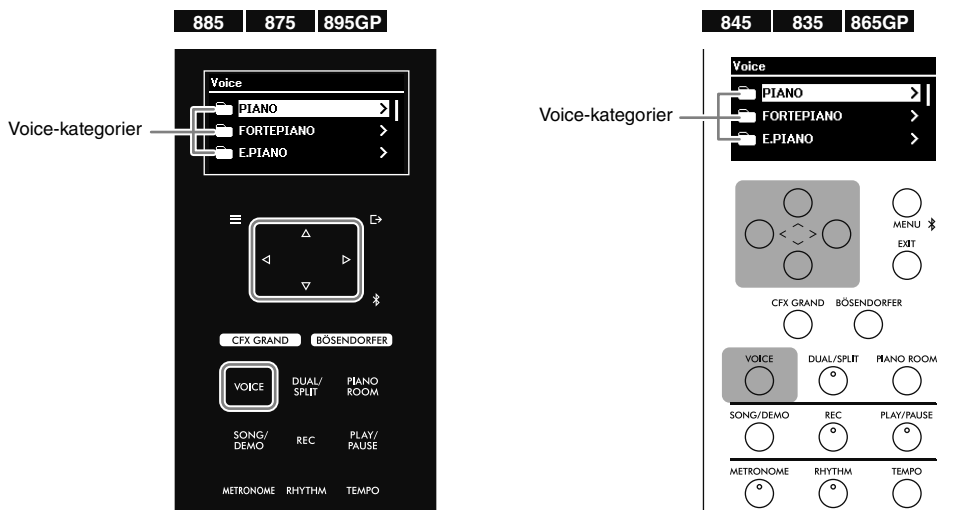 885 875 895GP
Voice
PIANO
FORTEPIANO
E.PIANO
Voice-kategorier
CFX GRAND BÖSENDORFER
VOICE DUAL/ PIANO
SPLIT ROOM
SONG/ REC PLAY/
DEMO PAUSE
METRONOME RHYTHM TEMPO
845 835 865GP
Voice
PIANO
FORTEPIANO
E.PIANO
Voice-kategorier
MENU
EXIT
CFX GRAND BÖSENDORFER
VOICE DUAL/SPLIT PIANO ROOM
SONG/DEMO REC PLAY/PAUSE
METRONOME RHYTHM TEMPO